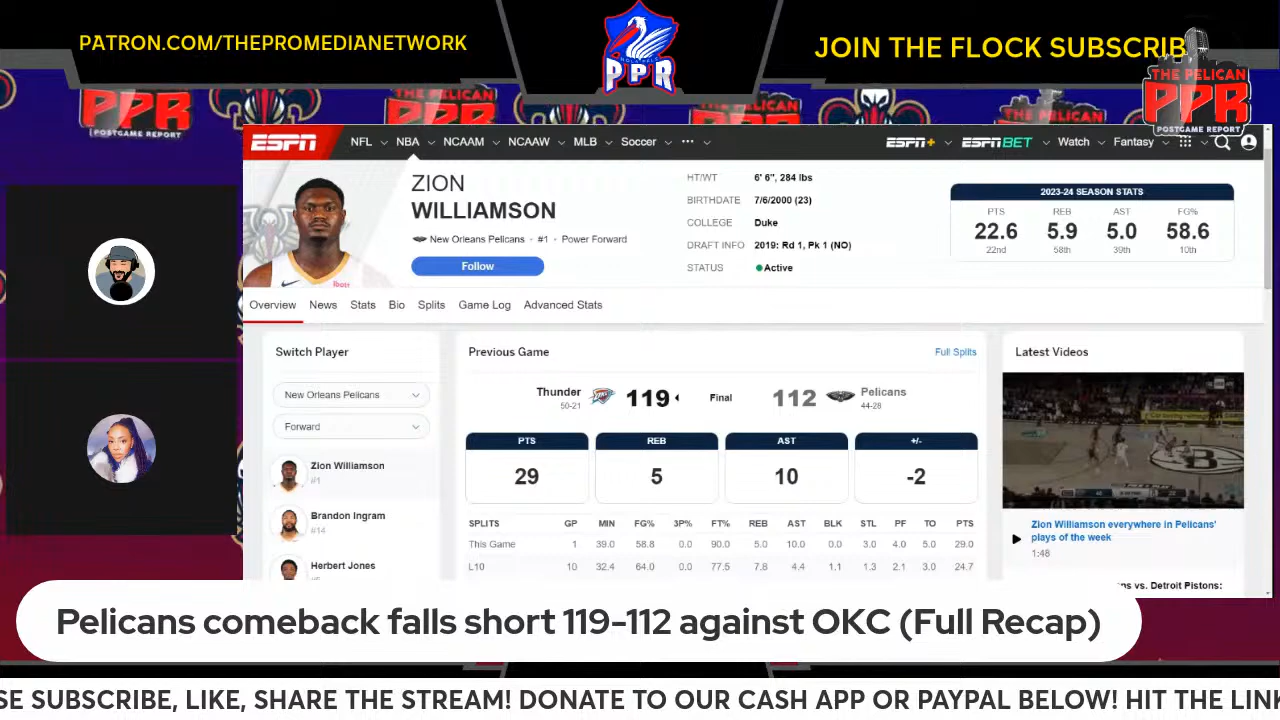 PATRON.COM/THEPROMEDIANETWORK
PPR
JOIN THE FLOCK SUBSCRIB
THE PELICAN
PPR
POSTGAME REPORT
PPR
POSTGAME REPORT
THE PELICAN
THE PELICAN
THE PELICAN
ESPN NFL NBA NCAAM NCAAW MLB Soccer ••• ESPN+ ESPN BET Watch Fantasy
ZION
WILLIAMSON
New Orleans Pelicans · #1 · Power Forward
Follow
HT/WT 6' 6", 284 lbs
BIRTHDATE 7/6/2000 (23)
COLLEGE Duke
DRAFT INFO 2019: Rd 1, Pk 1 (NO)
STATUS Active
2023-24 SEASON STATS
PTS REB AST FG%
22.6 5.9 5.0 58.6
22nd 58th 39th 10th
Overview News Stats Bio Splits Game Log Advanced Stats
Switch Player
New Orleans Pelicans
Forward
Zion Williamson
#1
Brandon Ingram
#14
Herbert Jones
Previous Game Full Splits
Thunder 119 Final 112 Pelicans
50-21 44-28
PTS REB AST +/-
29 5 10 -2
SPLITS GP MIN FG% 3P% FT% REB AST BLK STL PF TO PTS
This Game 1 39.0 58.8 0.0 90.0 5.0 10.0 0.0 3.0 4.0 5.0 29.0
L10 10 32.4 64.0 0.0 77.5 7.8 4.4 1.1 1.3 2.1 3.0 24.7
Latest Videos
Zion Williamson everywhere in Pelicans'
plays of the week
1:48
ns vs. Detroit Pistons:
Pelicans comeback falls short 119-112 against OKC (Full Recap)
SE SUBSCRIBE, LIKE, SHARE THE STREAM! DONATE TO OUR CASH APP OR PAYPAL BELOW! HIT THE LINK